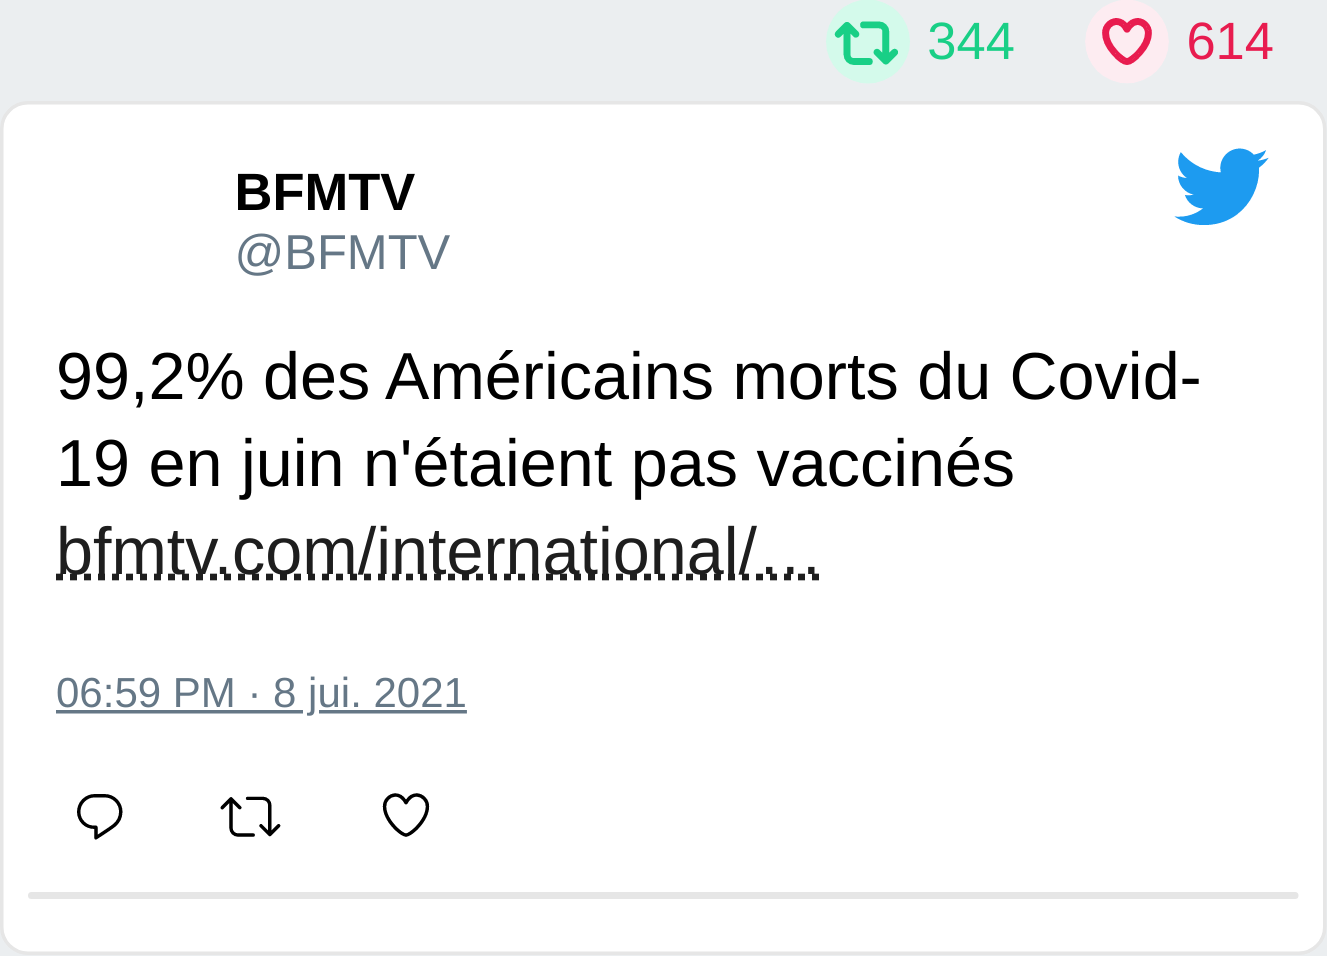 344 614
BFMTV
@BFMTV
99,2% des Américains morts du Covid-
19 en juin n'étaient pas vaccinés
bfmtv.com/international/...
06:59 PM · 8 jui. 2021